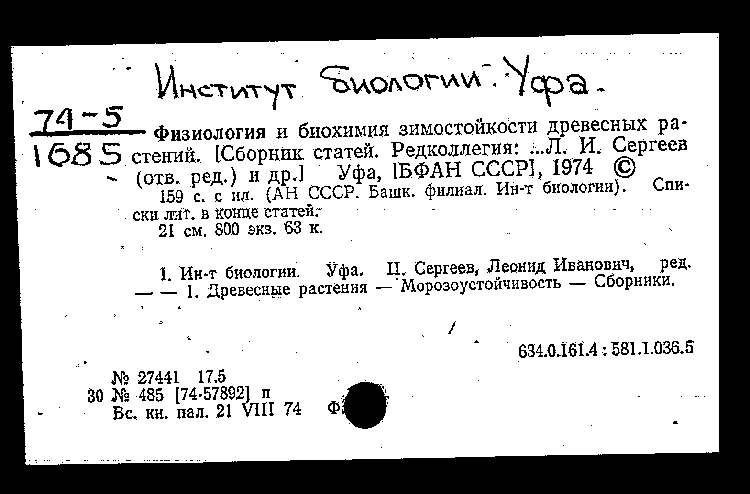 Институт биологии. Уфа.
74-5
1685
Физиология и биохимия зимостойкости древесных ра-
стений. [Сборник статей. Редколлегия: ...Л. И. Сергеев
(отв. ред.) и др.] Уфа, [БФАН СССР], 1974 ©
159 с. с ил. (АН СССР. Башк. филиал. Ин-т биологии). Спи-
ски лит. в конце статей.
21 см. 800 экз. 63 к.
1. Ин-т биологии. Уфа. II. Сергеев, Леонид Иванович, ред.
— — 1. Древесные растения — Морозоустойчивость — Сборники.
634.0.161.4 : 581.1.036.5
№ 27441 17.5
30 № 485 [74-57892] п
Вс. кн. пал. 21 VIII 74